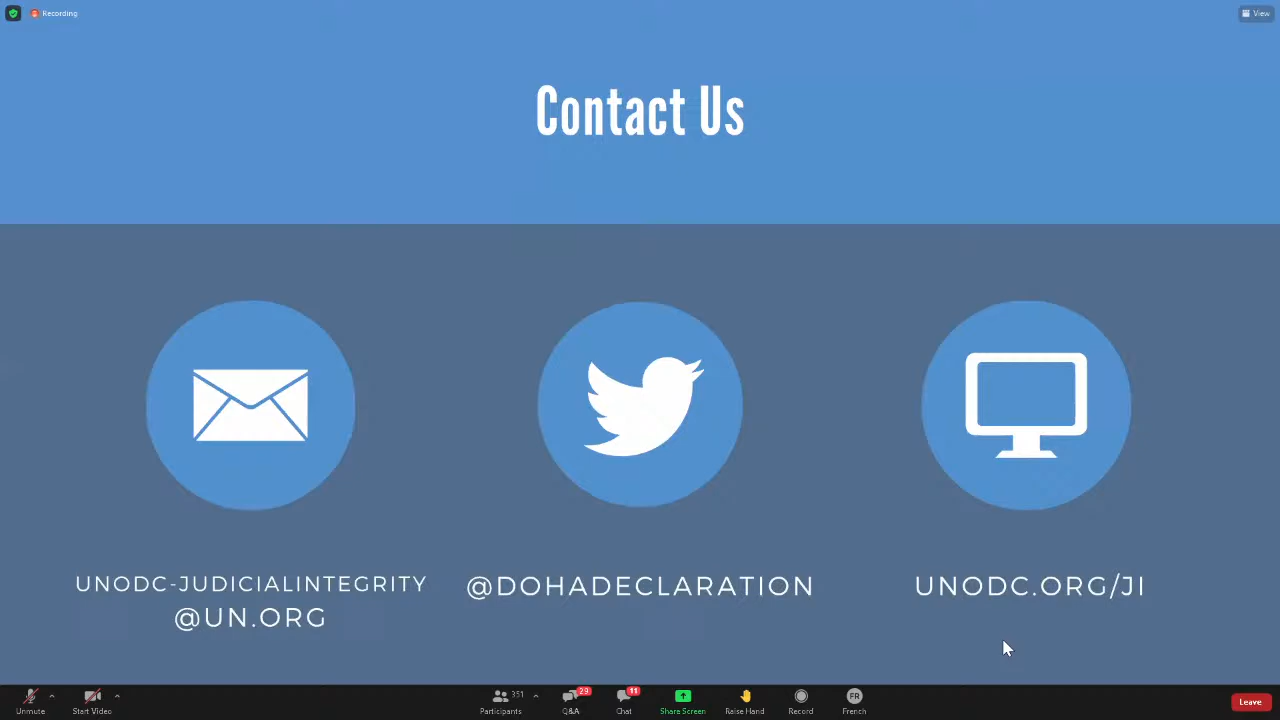 Recording
View
Contact Us
UNODC-JUDICIALINTEGRITY
@UN.ORG
@DOHADECLARATION
UNODC.ORG/JI
Unmute
Start Video
351
Participants
29
Q&A
11
Chat
Share Screen
Raise Hand
Record
FR
French
Leave